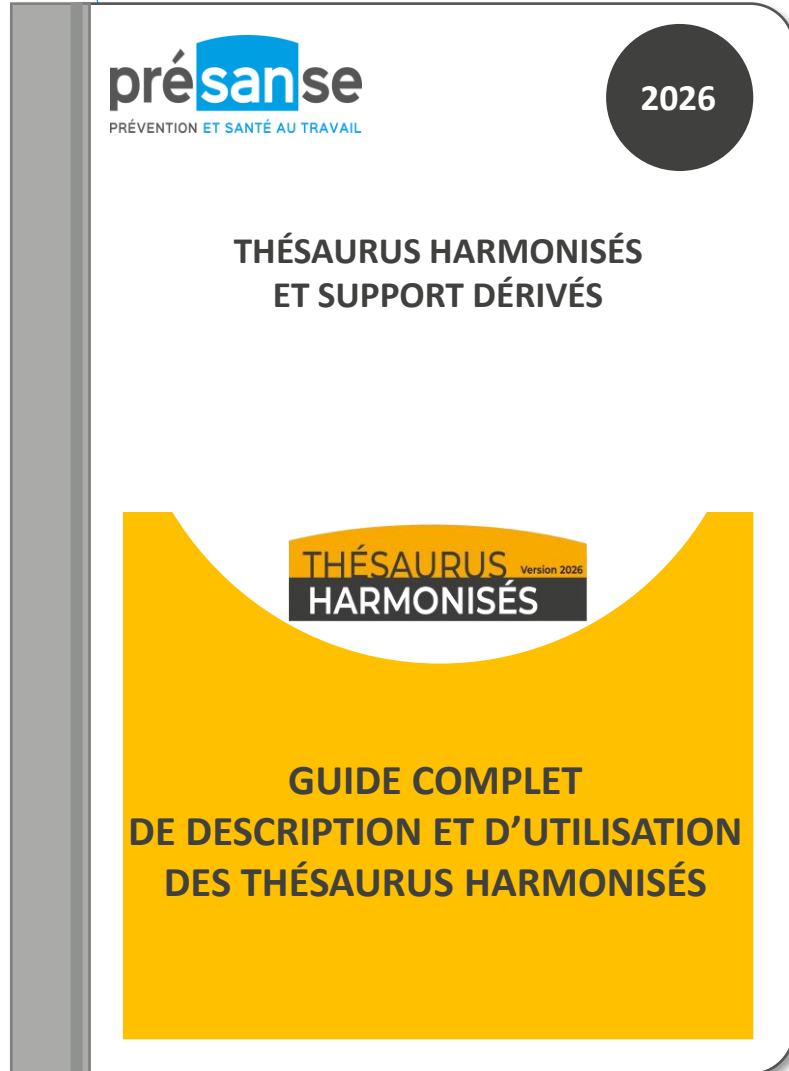 présanse
PRÉVENTION ET SANTÉ AU TRAVAIL
2026
THÉSAURUS HARMONISÉS
ET SUPPORT DÉRIVÉS
THÉSAURUS Version 2026
HARMONISÉS
GUIDE COMPLET
DE DESCRIPTION ET D’UTILISATION
DES THÉSAURUS HARMONISÉS